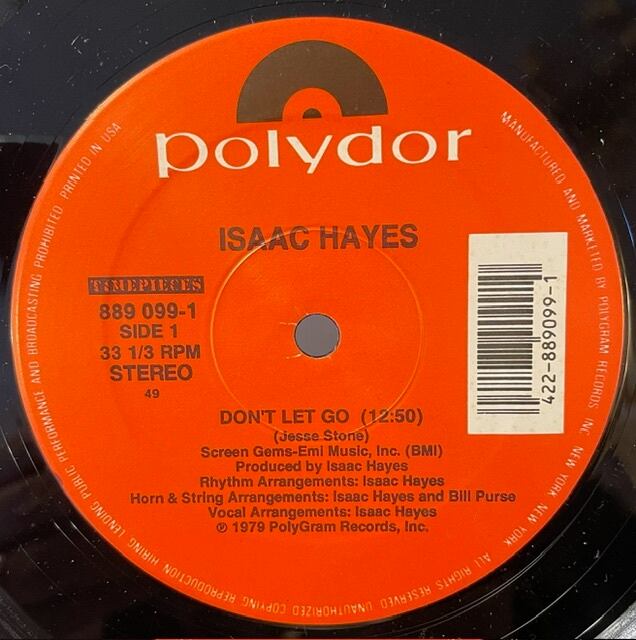 polydor
ISAAC HAYES
TIMEPIECES
889 099-1
SIDE 1
33 1/3 RPM
STEREO
49
422-889099-1
DON'T LET GO (12:50)
(Jesse Stone)
Screen Gems-Emi Music, Inc. (BMI)
Produced by Isaac Hayes
Rhythm Arrangements: Isaac Hayes
Horn & String Arrangements: Isaac Hayes and Bill Purse
Vocal Arrangements: Isaac Hayes
℗ 1979 PolyGram Records, Inc.
MANUFACTURED AND MARKETED BY POLYGRAM RECORDS INC NEW YORK NEW YORK ALL RIGHTS RESERVED UNAUTHORIZED COPYING REPRODUCTION HIRING LENDING PUBLIC PERFORMANCE AND BROADCASTING PROHIBITED PRINTED IN USA